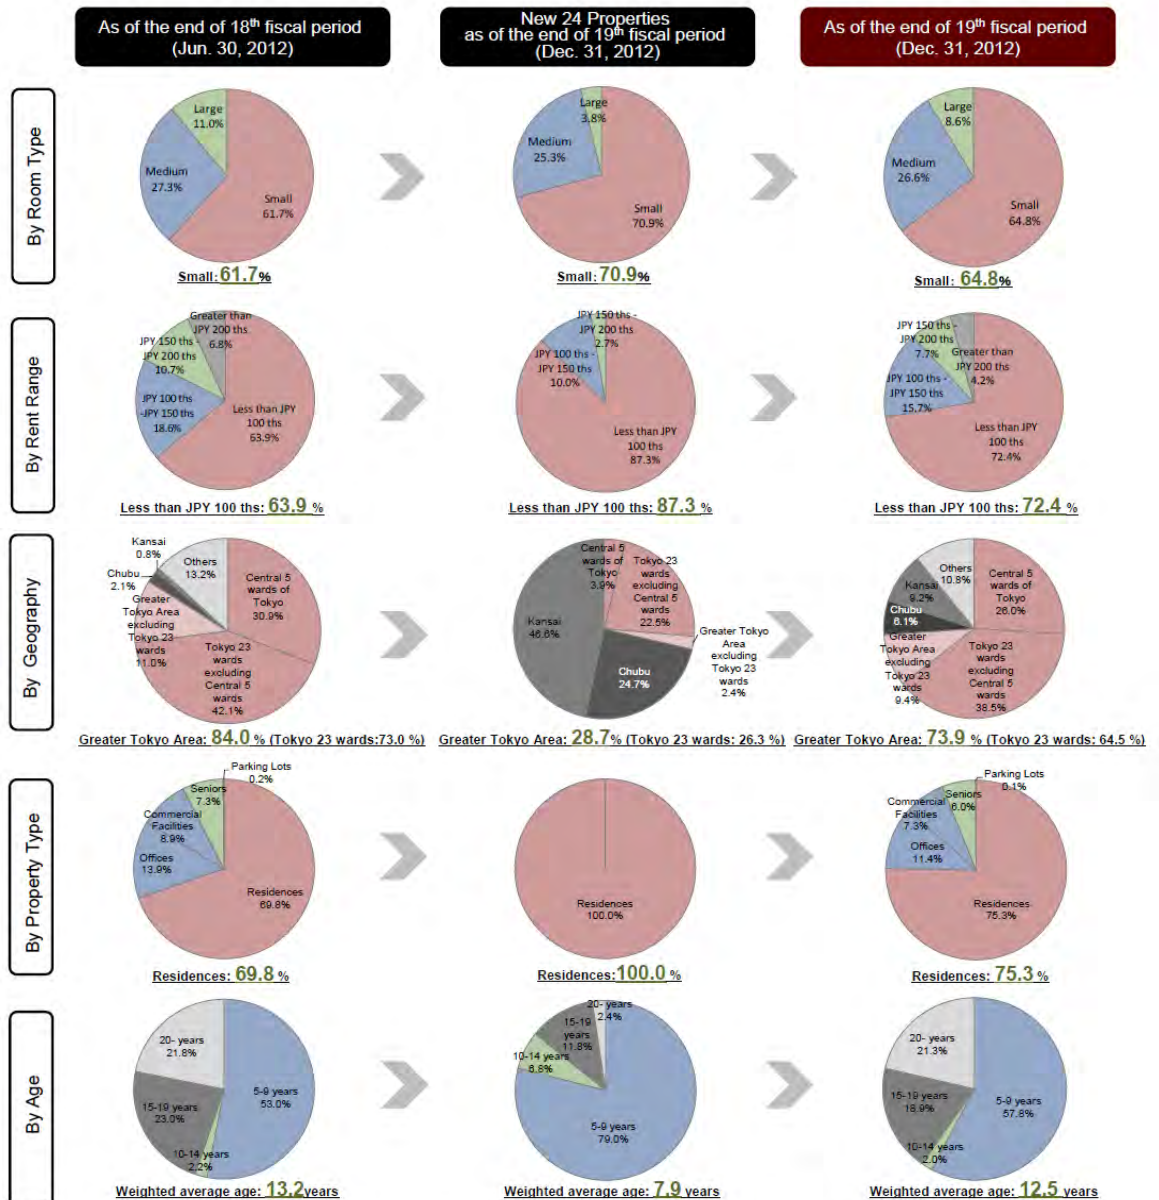 As of the end of 18th fiscal period
(Jun. 30, 2012)
New 24 Properties
as of the end of 19th fiscal period
(Dec. 31, 2012)
As of the end of 19th fiscal period
(Dec. 31, 2012)
By Room Type
Large
11.0%
Medium
27.3%
Small
61.7%
Small: 61.7%
Large
3.8%
Medium
25.3%
Small
70.9%
Small: 70.9%
Large
8.6%
Medium
26.6%
Small
64.8%
Small: 64.8%
By Rent Range
Greater than
JPY 200 ths
6.8%
JPY 150 ths -
JPY 200 ths
10.7%
JPY 100 ths
-JPY 150 ths
18.6%
Less than JPY
100 ths
63.9%
Less than JPY 100 ths: 63.9 %
JPY 150 ths -
JPY 200 ths
2.7%
JPY 100 ths -
JPY 150 ths
10.0%
Less than JPY
100 ths
87.3%
Less than JPY 100 ths: 87.3 %
JPY 150 ths -
JPY 200 ths
7.7%
Greater than
JPY 200 ths
4.2%
JPY 100 ths -
JPY 150 ths
15.7%
Less than JPY
100 ths
72.4%
Less than JPY 100 ths: 72.4 %
By Geography
Kansai
0.8%
Others
13.2%
Chubu
2.1%
Central 5
wards of
Tokyo
30.9%
Greater
Tokyo Area
excluding
Tokyo 23
wards
11.0%
Tokyo 23
wards
excluding
Central 5
wards
42.1%
Greater Tokyo Area: 84.0 % (Tokyo 23 wards:73.0 %)
Central 5
wards of
Tokyo
3.9%
Tokyo 23
wards
excluding
Central 5
wards
22.5%
Kansai
46.6%
Greater Tokyo
Area
excluding
Tokyo 23
wards
2.4%
Chubu
24.7%
Greater Tokyo Area: 28.7% (Tokyo 23 wards: 26.3 %)
Others
10.8%
Kansai
9.2%
Central 5
wards of
Tokyo
26.0%
Chubu
6.1%
Greater
Tokyo Area
excluding
Tokyo 23
wards
9.4%
Tokyo 23
wards
excluding
Central 5
wards
38.5%
Greater Tokyo Area: 73.9 % (Tokyo 23 wards: 64.5 %)
By Property Type
Parking Lots
0.2%
Seniors
7.3%
Commercial
Facilities
8.9%
Offices
13.9%
Residences
69.8%
Residences: 69.8 %
Residences
100.0%
Residences:100.0 %
Parking Lots
0.1%
Seniors
6.0%
Commercial
Facilities
7.3%
Offices
11.4%
Residences
75.3%
Residences: 75.3 %
By Age
20- years
21.8%
5-9 years
53.0%
15-19 years
23.0%
10-14 years
2.2%
Weighted average age: 13.2years
20- years
2.4%
15-19
years
11.8%
10-14 years
6.8%
5-9 years
79.0%
Weighted average age: 7.9 years
20- years
21.3%
15-19 years
18.9%
5-9 years
57.8%
10-14 years
2.0%
Weighted average age: 12.5 years